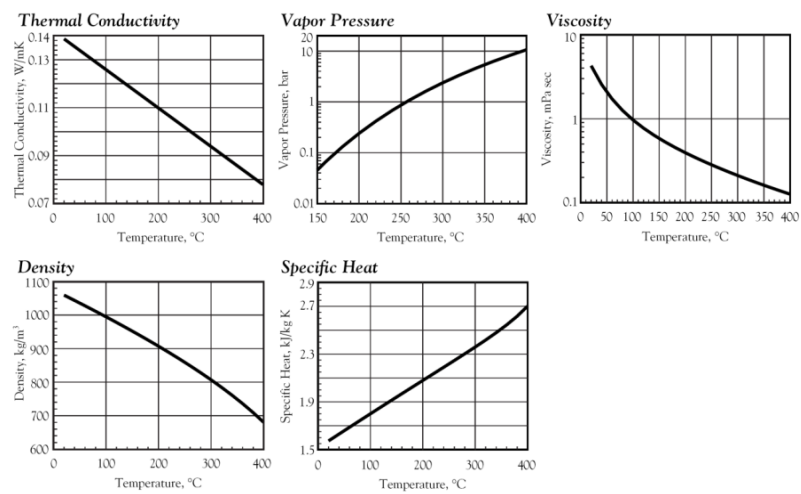 Thermal Conductivity
Thermal Conductivity, W/mK
0.14
0.13
0.11
0.09
0.07
0 100 200 300 400
Temperature, °C
Vapor Pressure
Vapor Pressure, bar
20
10
1
0.1
0.01
150 200 250 300 350 400
Temperature, °C
Viscosity
Viscosity, mPa sec
10
1
0.1
0 50 100 150 200 250 300 350 400
Temperature, °C
Density
Density, kg/m³
1100
1000
900
800
700
600
0 100 200 300 400
Temperature, °C
Specific Heat
Specific Heat, kJ/kg K
2.9
2.7
2.3
1.9
1.5
0 100 200 300 400
Temperature, °C